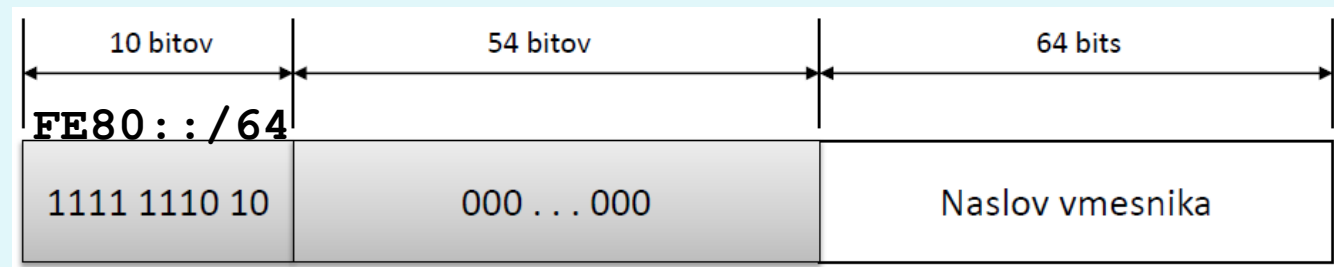 10 bitov 54 bitov 64 bits
FE80::/64
1111 1110 10 000 . . . 000 Naslov vmesnika